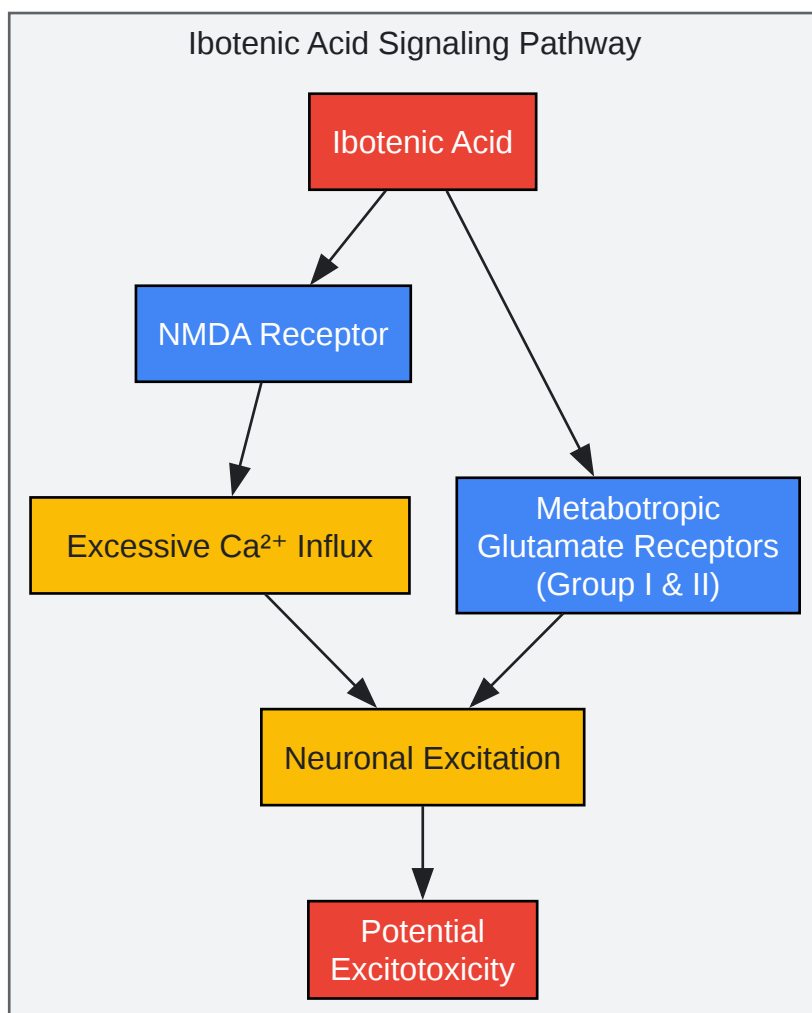 Ibotenic Acid Signaling Pathway
Ibotenic Acid
NMDA Receptor
Excessive Ca²⁺ Influx
Metabotropic
Glutamate Receptors
(Group I & II)
Neuronal Excitation
Potential
Excitotoxicity